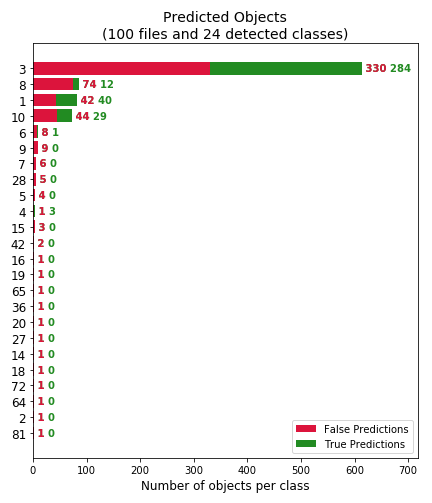 Predicted Objects
(100 files and 24 detected classes)
3 330 284
8 74 12
1 42 40
10 44 29
6 8 1
9 9 0
7 6 0
28 5 0
5 4 0
4 1 3
15 3 0
42 2 0
16 1 0
19 1 0
65 1 0
36 1 0
20 1 0
27 1 0
14 1 0
18 1 0
72 1 0
64 1 0
2 1 0
81 1 0
False Predictions
True Predictions
0 100 200 300 400 500 600 700
Number of objects per class